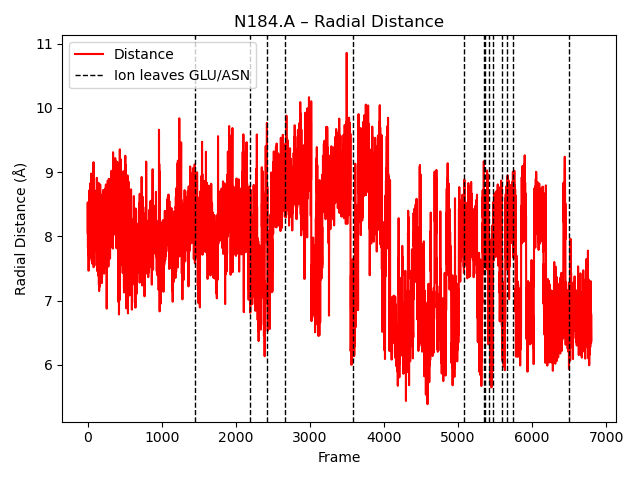 N184.A – Radial Distance
Distance
Ion leaves GLU/ASN
Radial Distance (Å)
11
10
9
8
7
6
0 1000 2000 3000 4000 5000 6000 7000
Frame